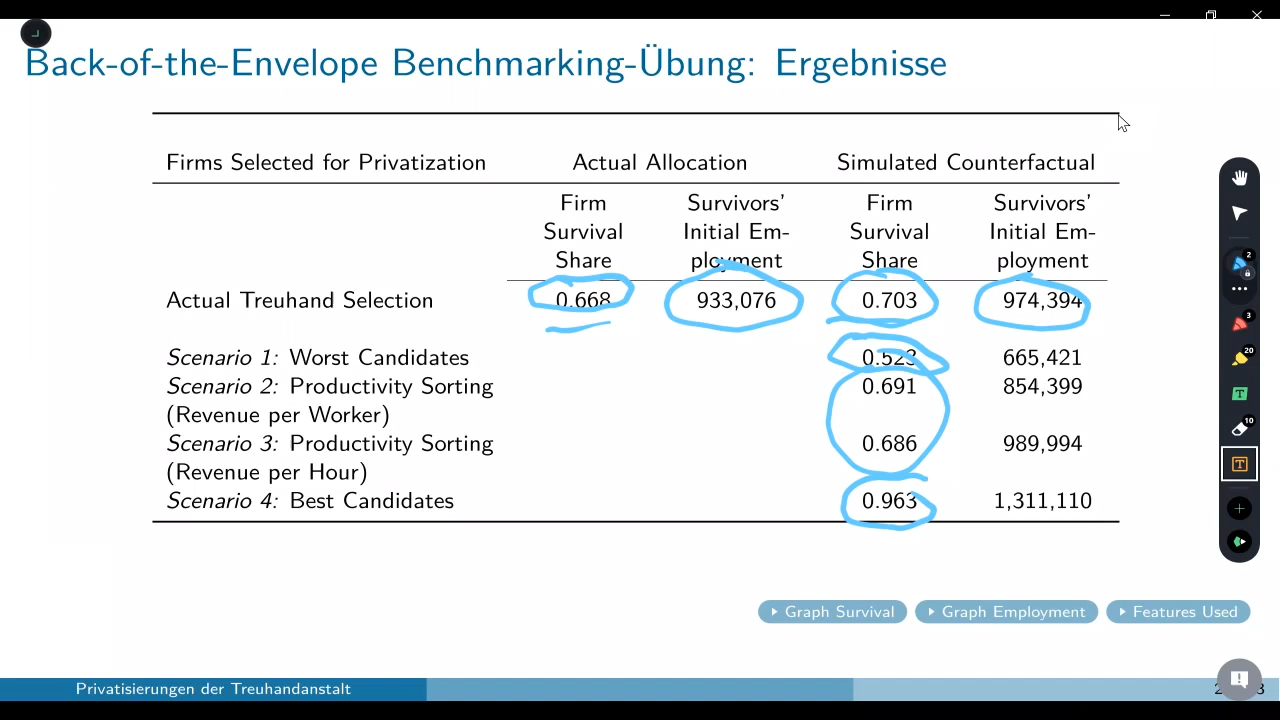 Back-of-the-Envelope Benchmarking-Übung: Ergebnisse
Firms Selected for Privatization Actual Allocation Simulated Counterfactual
Firm Survivors' Firm Survivors'
Survival Initial Em- Survival Initial Em-
Share ployment Share ployment
Actual Treuhand Selection 0.668 933,076 0.703 974,394
Scenario 1: Worst Candidates 0.523 665,421
Scenario 2: Productivity Sorting 0.691 854,399
(Revenue per Worker)
Scenario 3: Productivity Sorting 0.686 989,994
(Revenue per Hour)
Scenario 4: Best Candidates 0.963 1,311,110
Graph Survival Graph Employment Features Used
Privatisierungen der Treuhandanstalt
2
3
20
T
10
T